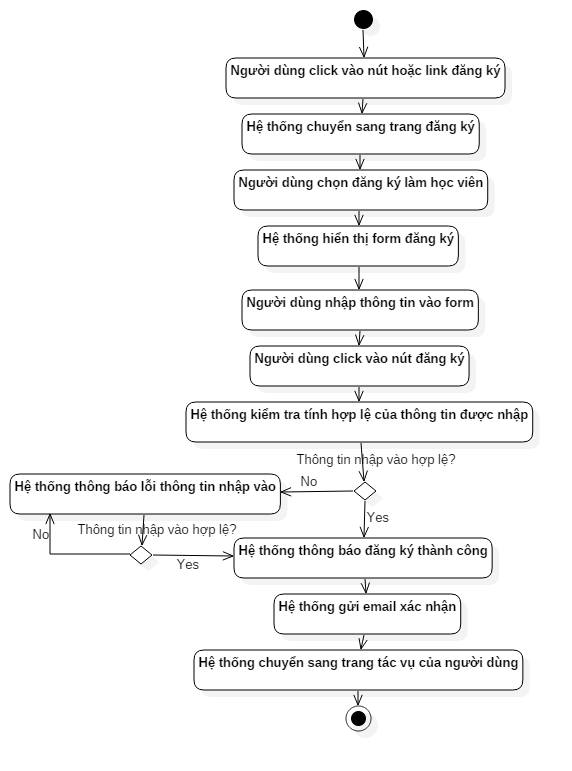 Người dùng click vào nút hoặc link đăng ký
Hệ thống chuyển sang trang đăng ký
Người dùng chọn đăng ký làm học viên
Hệ thống hiển thị form đăng ký
Người dùng nhập thông tin vào form
Người dùng click vào nút đăng ký
Hệ thống kiểm tra tính hợp lệ của thông tin được nhập
Thông tin nhập vào hợp lệ?
No
Hệ thống thông báo lỗi thông tin nhập vào
Yes
Thông tin nhập vào hợp lệ?
No
Yes
Hệ thống thông báo đăng ký thành công
Hệ thống gửi email xác nhận
Hệ thống chuyển sang trang tác vụ của người dùng